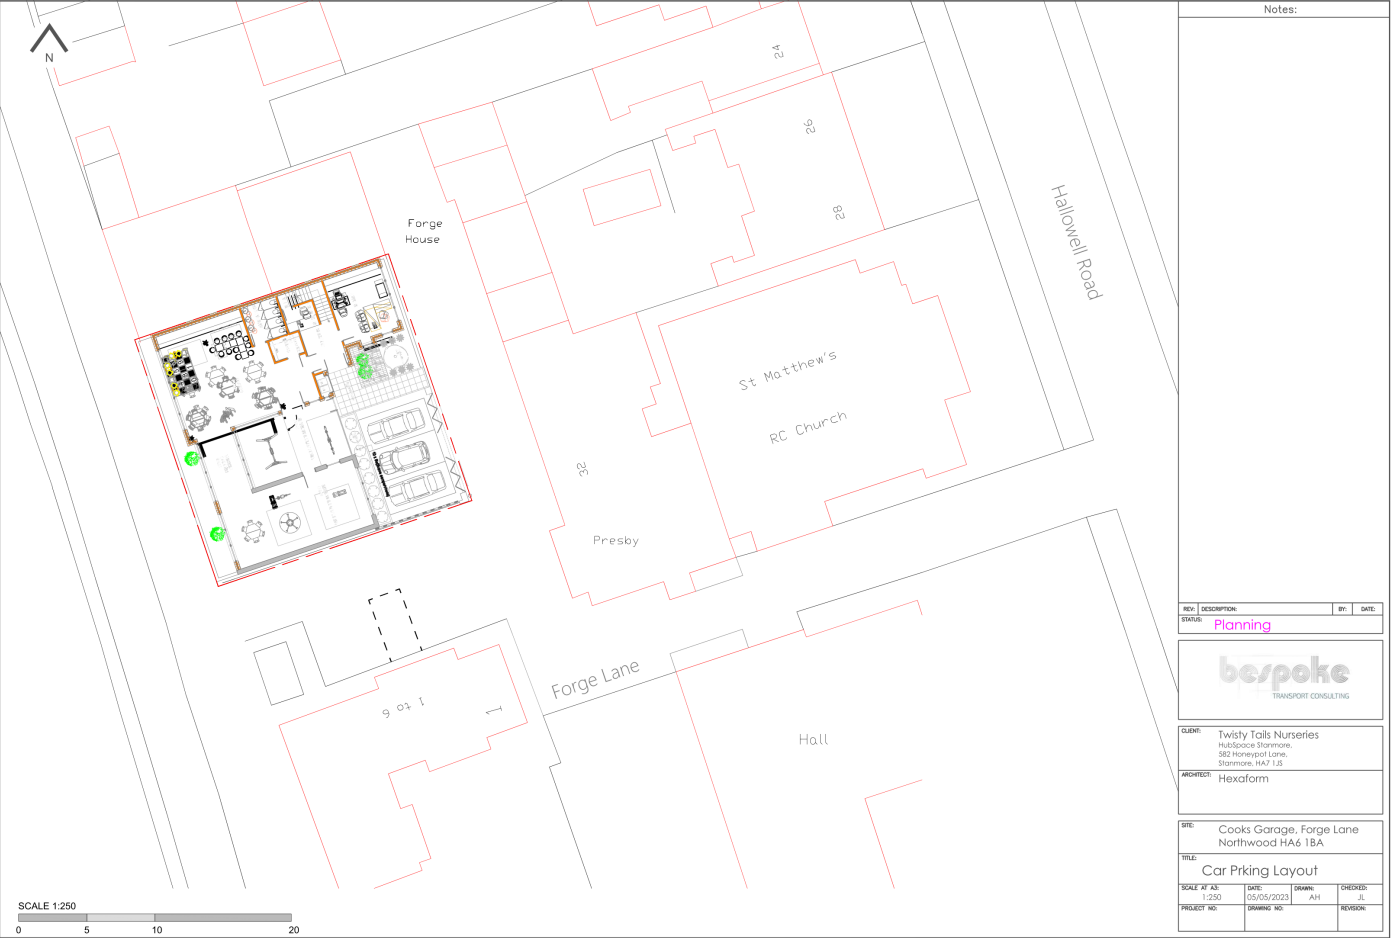 Notes:
N
24
26
28
Hallowell Road
Forge
House
St Matthew's
RC Church
32
Presby
Forge Lane
1 to 6
1
Hall
REV: DESCRIPTION: BY: DATE:
STATUS: Planning
bespoke
TRANSPORT CONSULTING
CLIENT: Twisty Tails Nurseries
HubSpace Stanmore,
582 Honeypot Lane,
Stanmore, HA7 1JS
ARCHITECT: Hexaform
SITE: Cooks Garage, Forge Lane
Northwood HA6 1BA
TITLE:
Car Prking Layout
SCALE AT A3: DATE: DRAWN: CHECKED:
1:250 05/05/2023 AH JL
PROJECT NO: DRAWING NO: REVISION:
SCALE 1:250
0 5 10 20